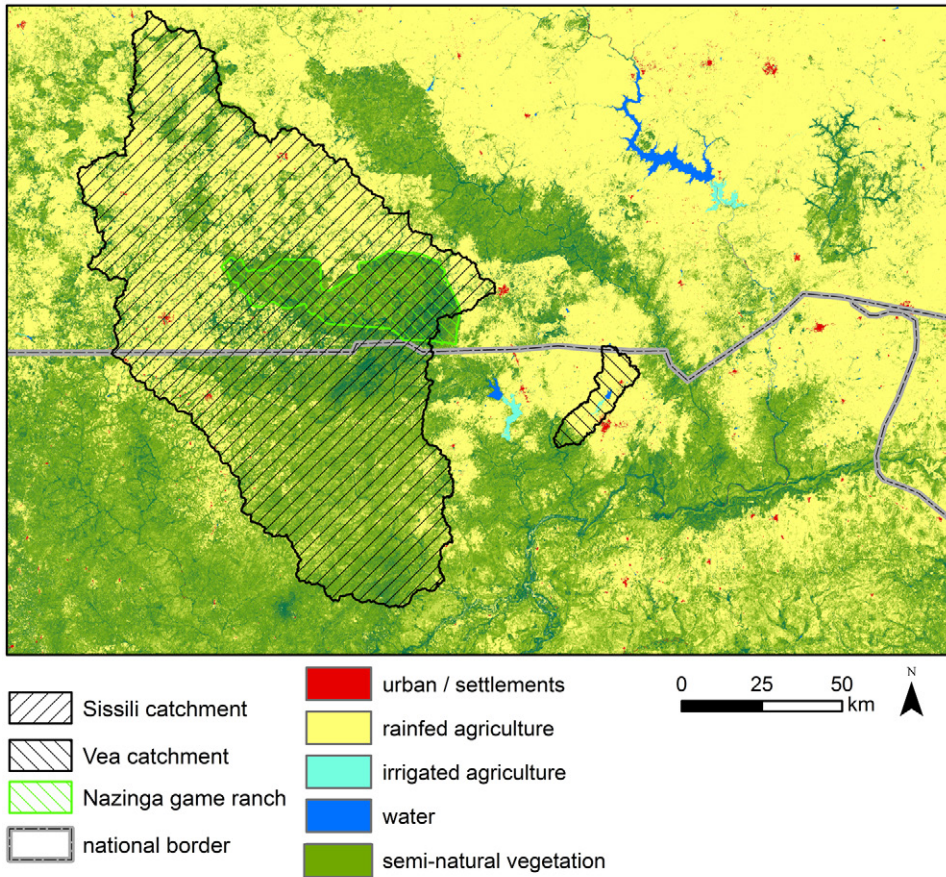 Sissili catchment
Vea catchment
Nazinga game ranch
national border
urban / settlements
rainfed agriculture
irrigated agriculture
water
semi-natural vegetation
0 25 50
km
N